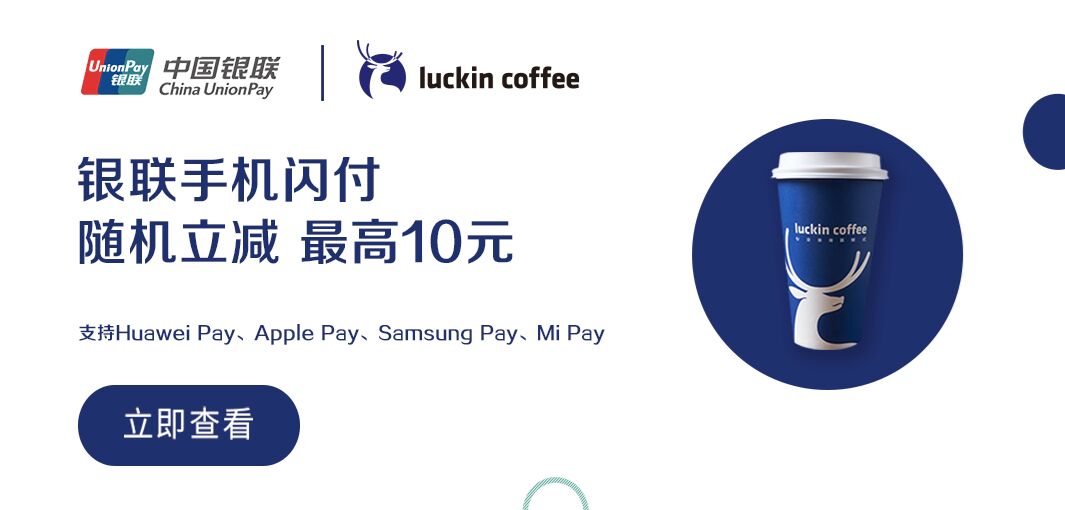 UnionPay
银联
中国银联
China UnionPay
luckin coffee
银联手机闪付
随机立减 最高10元
支持Huawei Pay、Apple Pay、Samsung Pay、Mi Pay
立即查看
luckin coffee